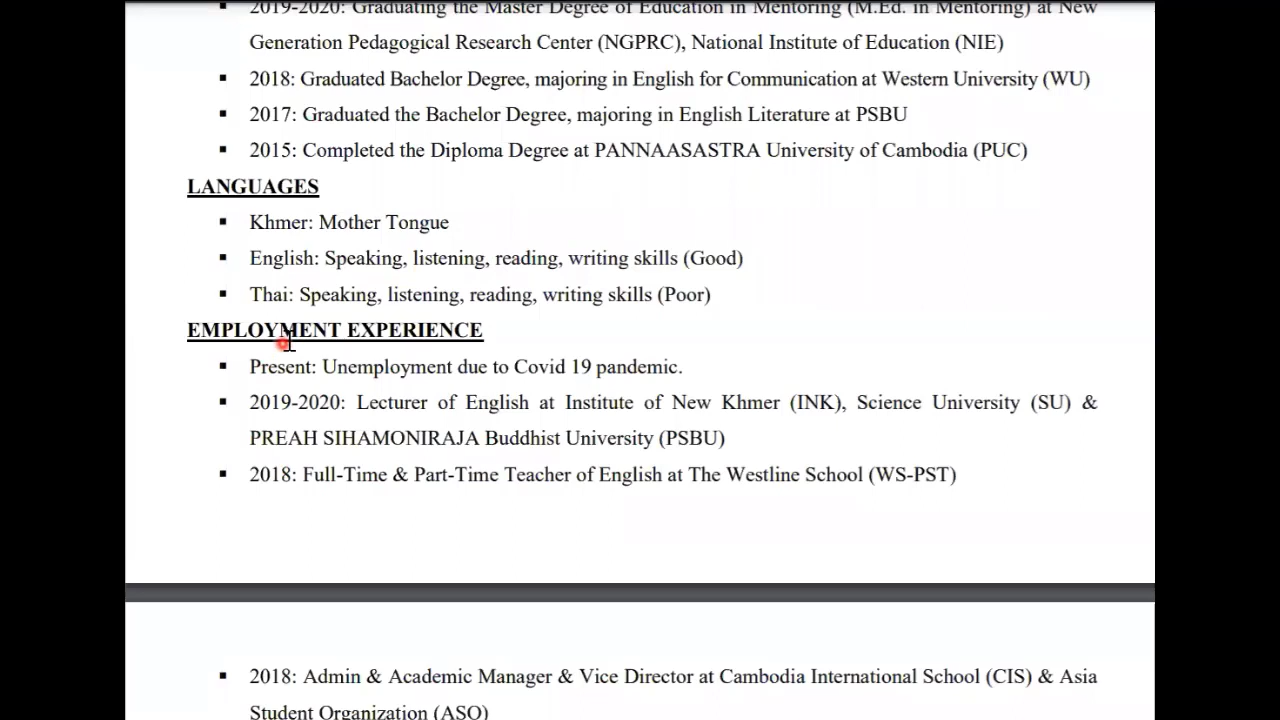 2019-2020: Graduating the Master Degree of Education in Mentoring (M.Ed. in Mentoring) at New
Generation Pedagogical Research Center (NGPRC), National Institute of Education (NIE)
▪ 2018: Graduated Bachelor Degree, majoring in English for Communication at Western University (WU)
▪ 2017: Graduated the Bachelor Degree, majoring in English Literature at PSBU
▪ 2015: Completed the Diploma Degree at PANNAASASTRA University of Cambodia (PUC)
LANGUAGES
▪ Khmer: Mother Tongue
▪ English: Speaking, listening, reading, writing skills (Good)
▪ Thai: Speaking, listening, reading, writing skills (Poor)
EMPLOYMENT EXPERIENCE
▪ Present: Unemployment due to Covid 19 pandemic.
▪ 2019-2020: Lecturer of English at Institute of New Khmer (INK), Science University (SU) &
PREAH SIHAMONIRAJA Buddhist University (PSBU)
▪ 2018: Full-Time & Part-Time Teacher of English at The Westline School (WS-PST)
▪ 2018: Admin & Academic Manager & Vice Director at Cambodia International School (CIS) & Asia
Student Organization (ASO)